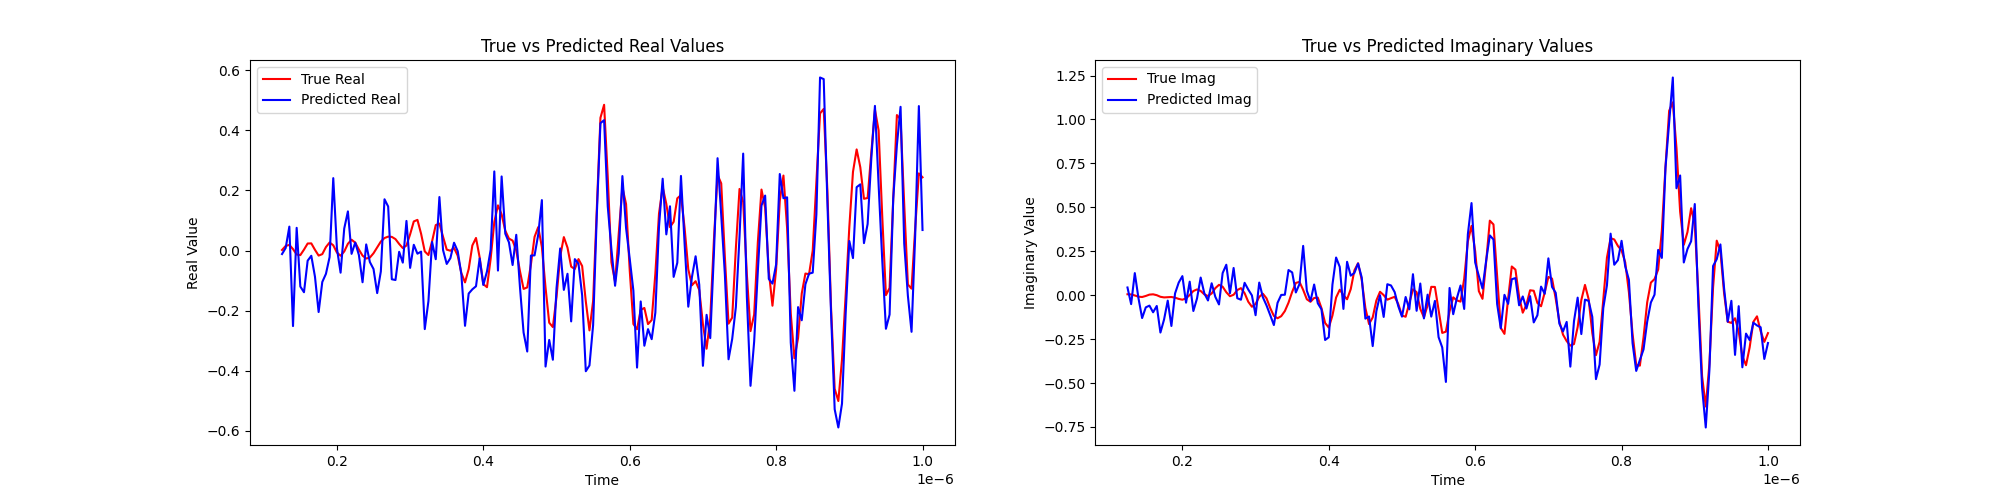 True vs Predicted Real Values
True Real
Predicted Real
Real Value
0.6
0.4
0.2
0.0
−0.2
−0.4
−0.6
0.2 0.4 0.6 0.8 1.0
1e−6
Time
True vs Predicted Imaginary Values
True Imag
Predicted Imag
Imaginary Value
1.25
1.00
0.75
0.50
0.25
0.00
−0.25
−0.50
−0.75
0.2 0.4 0.6 0.8 1.0
1e−6
Time